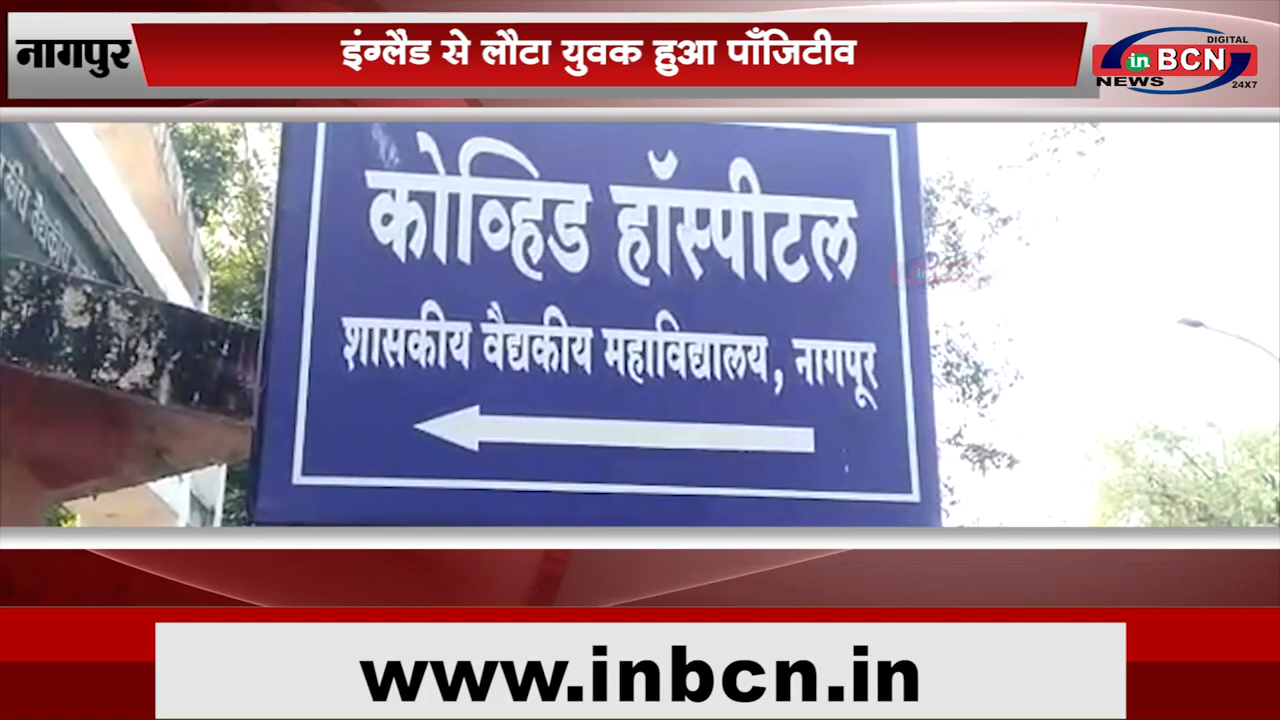 नागपुर
इंग्लैड से लौटा युवक हुआ पाँजिटीव
DIGITAL
in BCN
NEWS 24X7
कोव्हिड हॉस्पीटल
शासकीय वैद्यकीय महाविद्यालय, नागपूर
www.inbcn.in